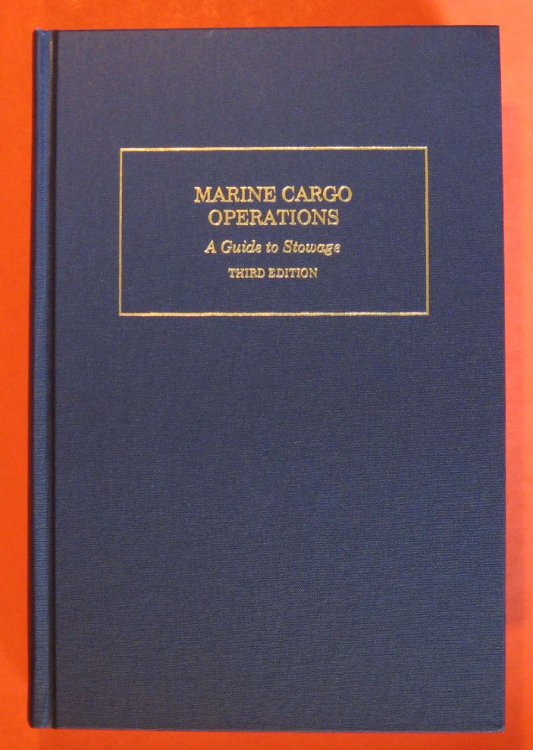 MARINE CARGO
OPERATIONS
A Guide to Stowage
THIRD EDITION